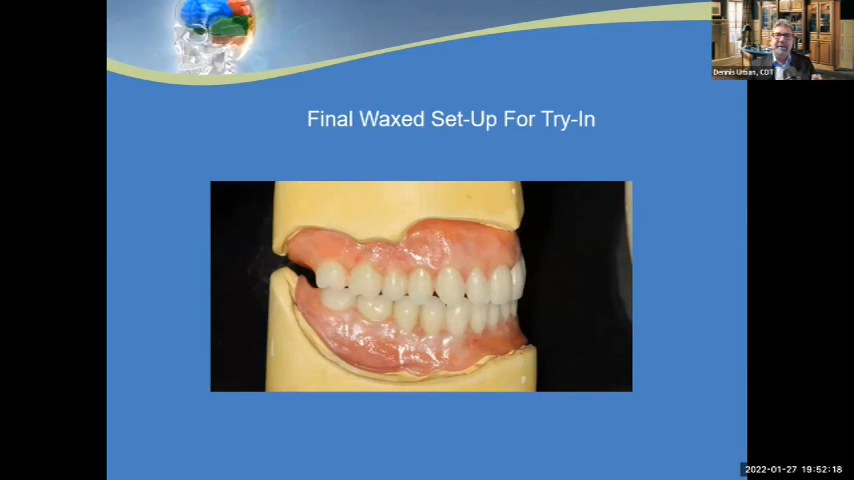 Dennis Urban, CDT
Final Waxed Set-Up For Try-In
2022-01-27 19:52:18